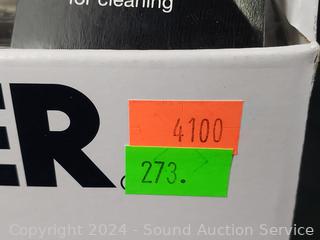 for cleaning
ER
4100
273.
Copyright 2024 - Sound Auction Service